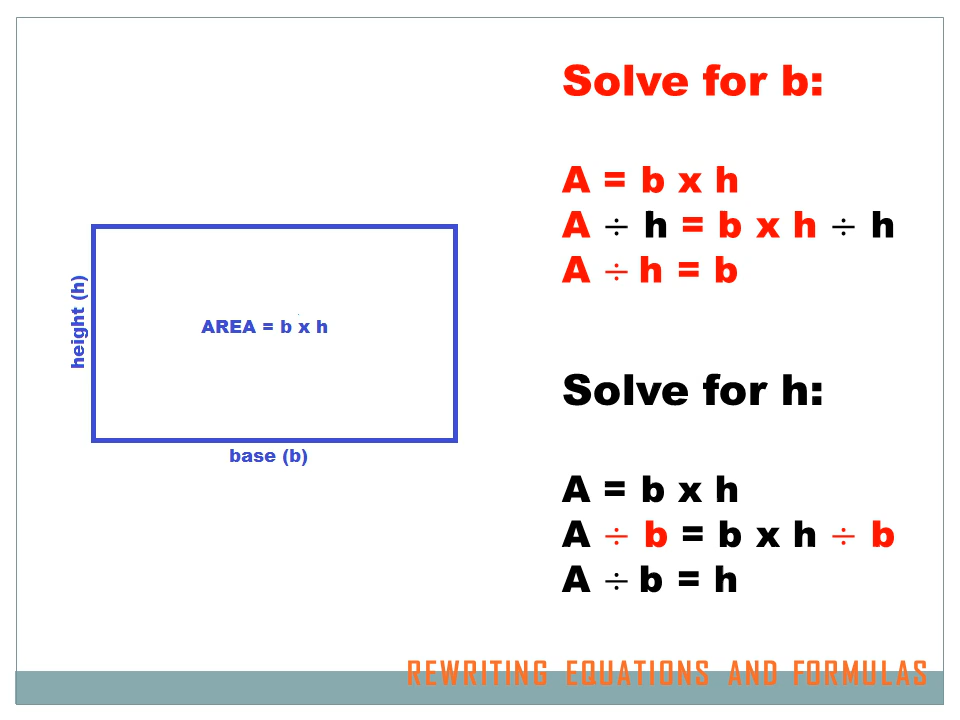 Solve for b:
A = b x h
A ÷ h = b x h ÷ h
A ÷ h = b
height (h)
AREA = b x h
base (b)
Solve for h:
A = b x h
A ÷ b = b x h ÷ b
A ÷ b = h
REWRITING EQUATIONS AND FORMULAS